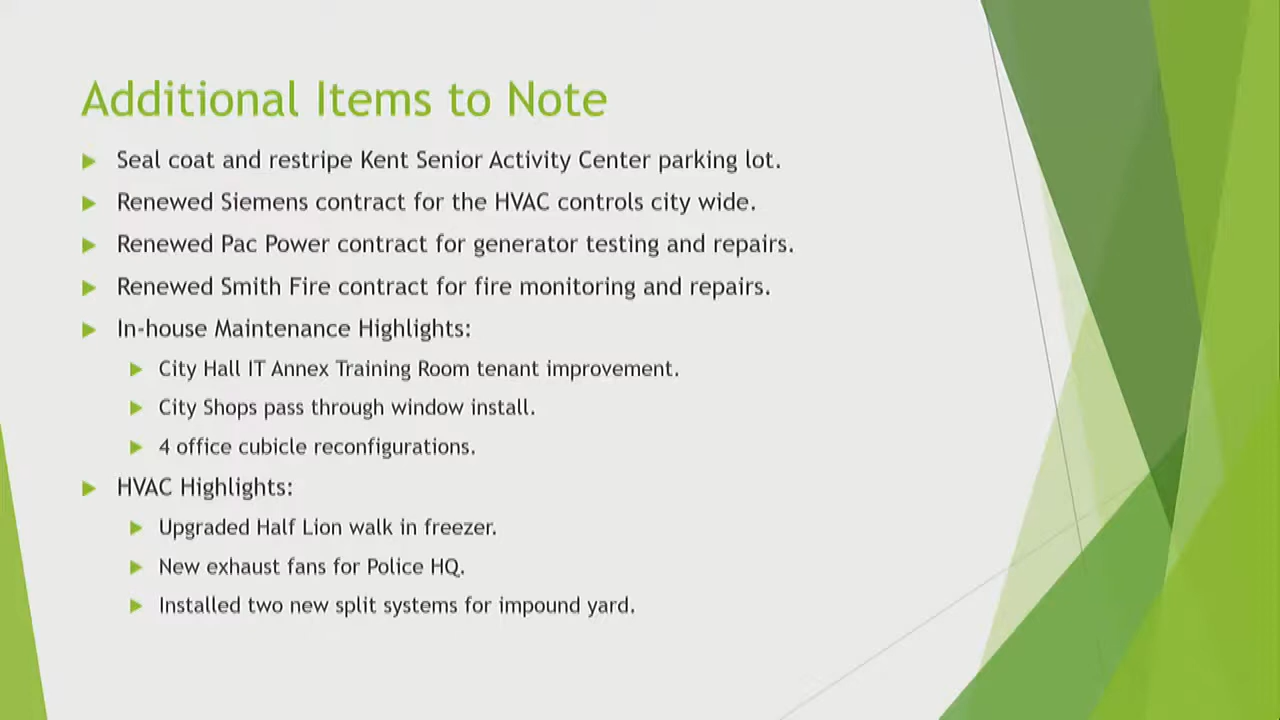 Additional Items to Note
Seal coat and restripe Kent Senior Activity Center parking lot.
Renewed Siemens contract for the HVAC controls city wide.
Renewed Pac Power contract for generator testing and repairs.
Renewed Smith Fire contract for fire monitoring and repairs.
In-house Maintenance Highlights:
City Hall IT Annex Training Room tenant improvement.
City Shops pass through window install.
4 office cubicle reconfigurations.
HVAC Highlights:
Upgraded Half Lion walk in freezer.
New exhaust fans for Police HQ.
Installed two new split systems for impound yard.